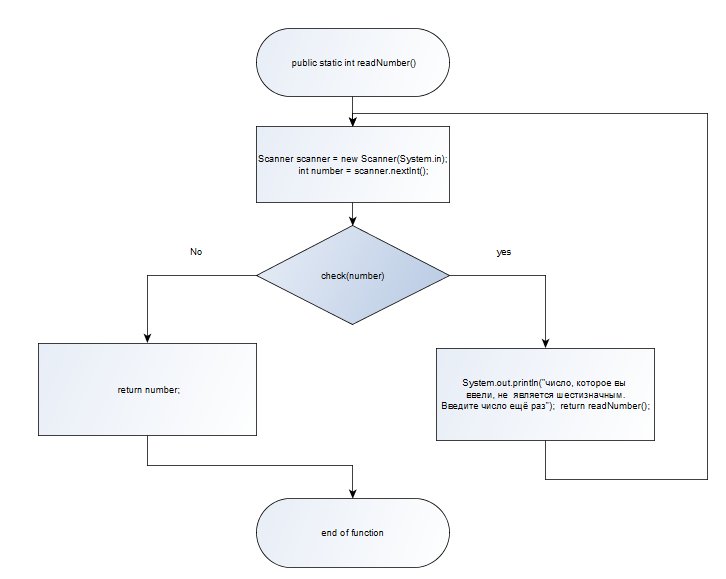 public static int readNumber()
Scanner scanner = new Scanner(System.in);
int number = scanner.nextInt();
No
yes
check(number)
return number;
System.out.println("число, которое вы
ввели, не является шестизначным.
Введите число ещё раз"); return readNumber();
end of function